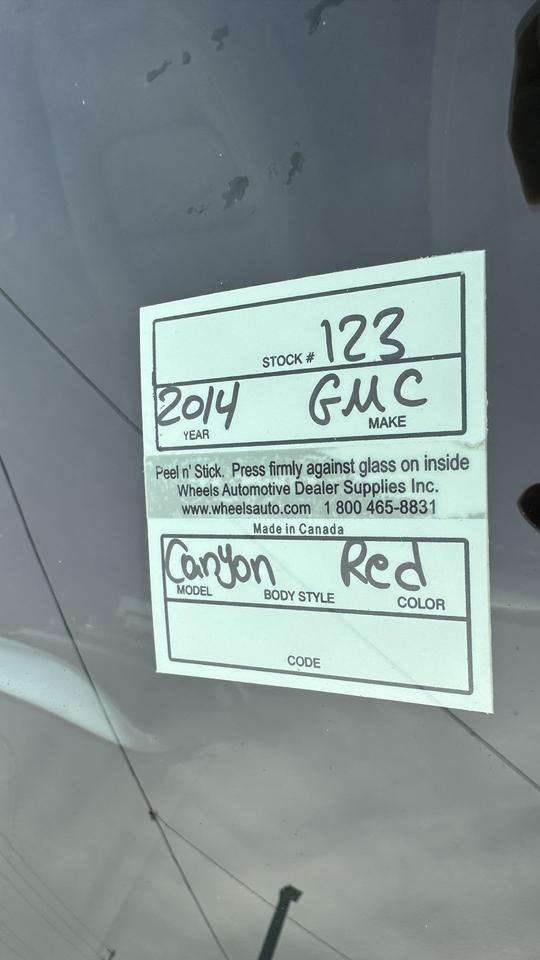 STOCK # 123
2014 GMC
YEAR MAKE
Peel n' Stick. Press firmly against glass on inside
Wheels Automotive Dealer Supplies Inc.
www.wheelsauto.com 1 800 465-8831
Made in Canada
Canyon Red
MODEL BODY STYLE COLOR
CODE